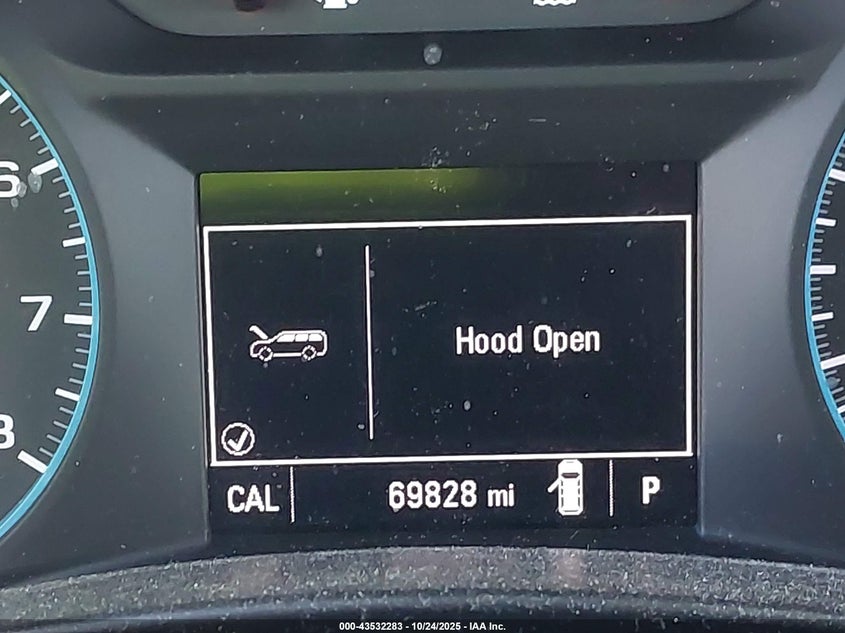 6
7
8
Hood Open
CAL 69828 mi P
000-43532283 - 10/24/2025 - IAA Inc.